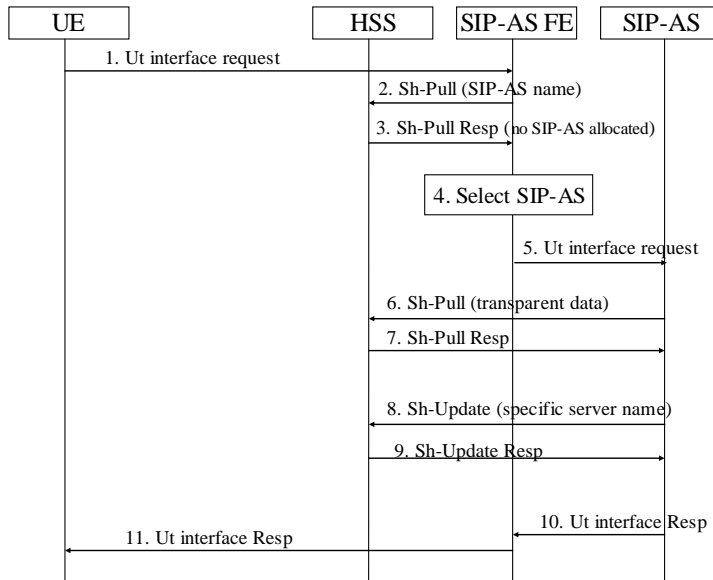 UE HSS SIP-AS FE SIP-AS
1. Ut interface request
2. Sh-Pull (SIP-AS name)
3. Sh-Pull Resp (no SIP-AS allocated)
4. Select SIP-AS
5. Ut interface request
6. Sh-Pull (transparent data)
7. Sh-Pull Resp
8. Sh-Update (specific server name)
9. Sh-Update Resp
10. Ut interface Resp
11. Ut interface Resp